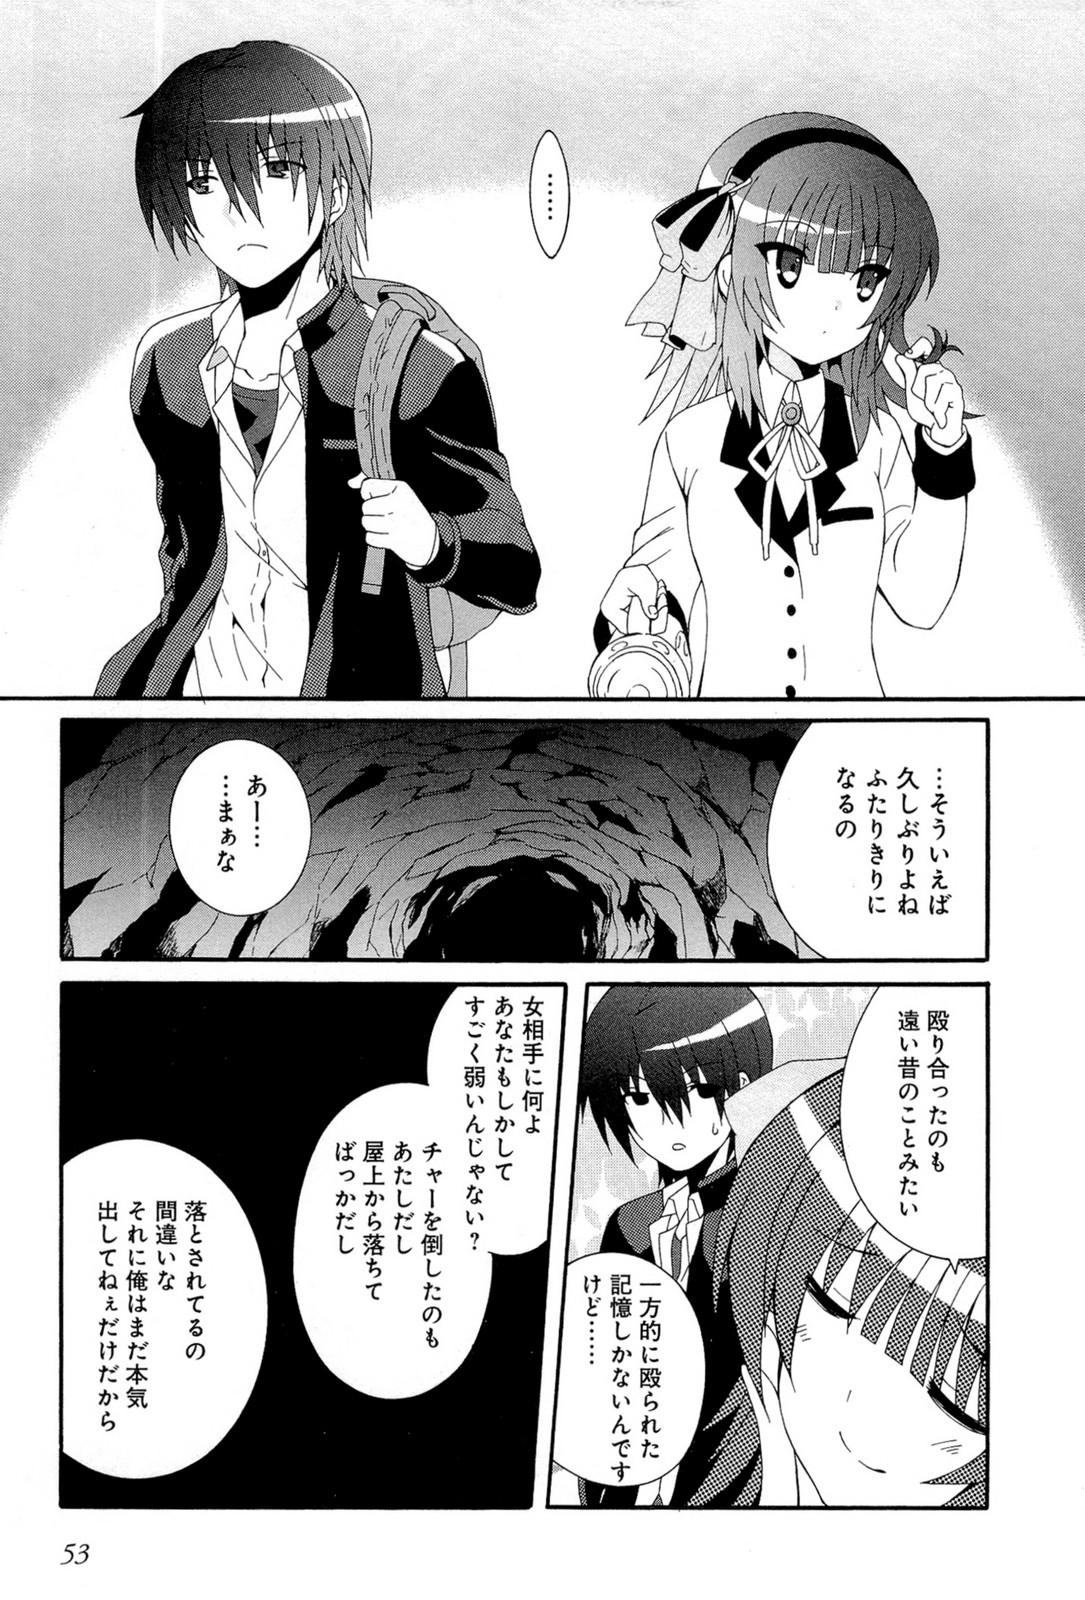 ……
…そういえば
久しぶりよね
ふたりきりに
なるの
あー…
…まぁな
殴り合ったのも
遠い昔のことみたい
一方的に殴られた
記憶しかないんです
けど……
女相手に何よ
あなたもしかして
すごく弱いんじゃない？
チャーを倒したのも
あたしだし
屋上から落ちて
ばっかだし
落とされてるの
間違いな
それに俺はまだ本気
出してねぇだけだから
53